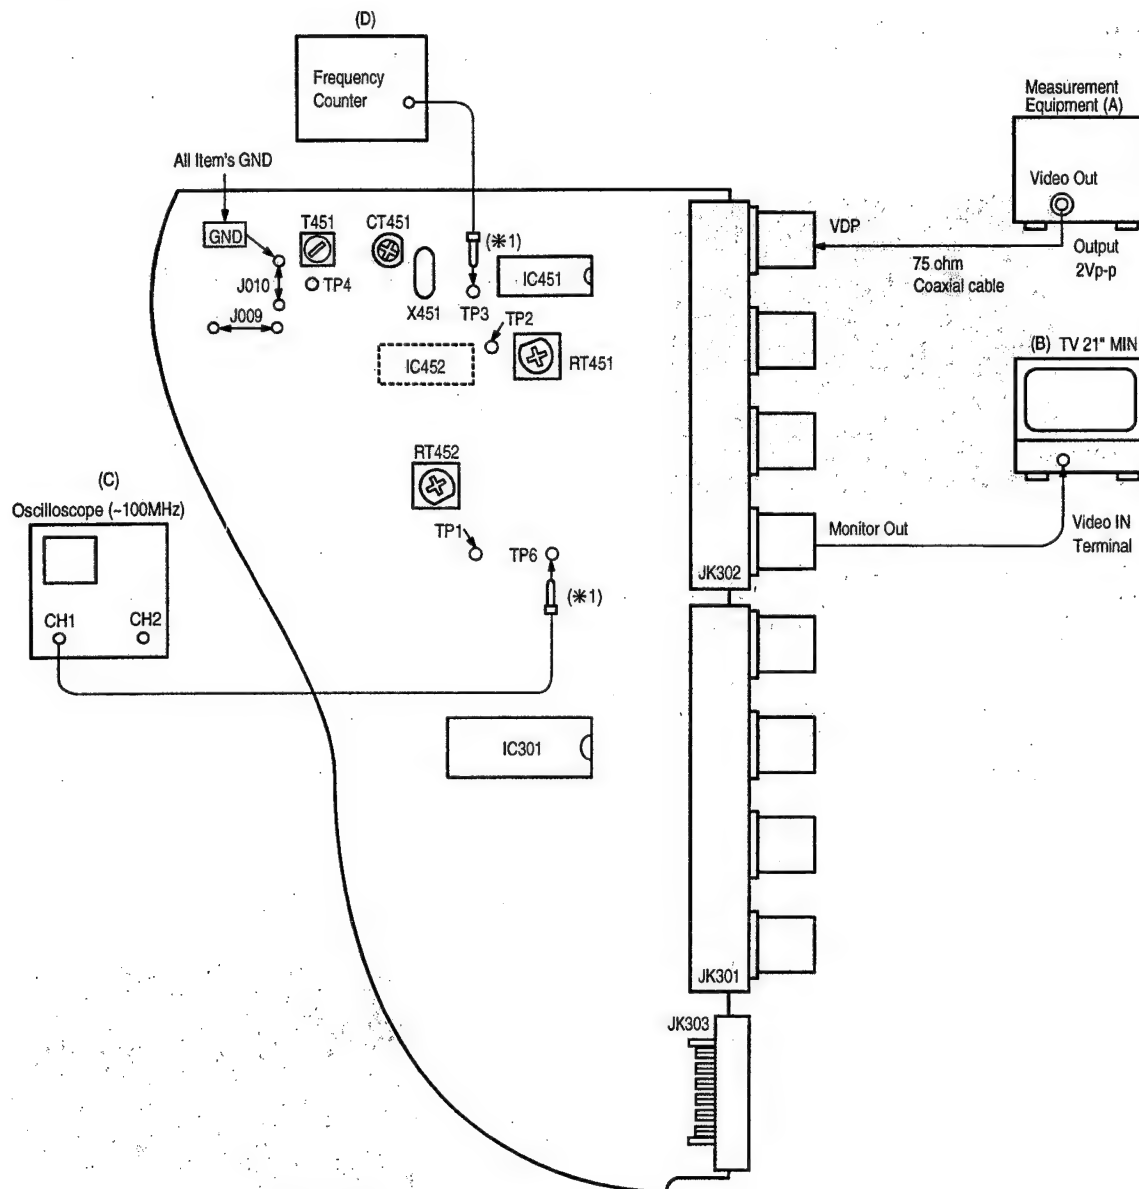 (D)
Frequency
Counter
Measurement
Equipment (A)
Video Out
All Item's GND
GND
T451
CT451
(※1)
VDP
Output
2Vp-p
75 ohm
Coaxial cable
IC451
J010
TP4
X451
TP3
J009
TP2
IC452
RT451
(B) TV 21" MIN
RT452
(C)
Oscilloscope (~100MHz)
TP1
TP6
Monitor Out
Video IN
Terminal
JK302
(※1)
CH1
CH2
IC301
JK301
JK303